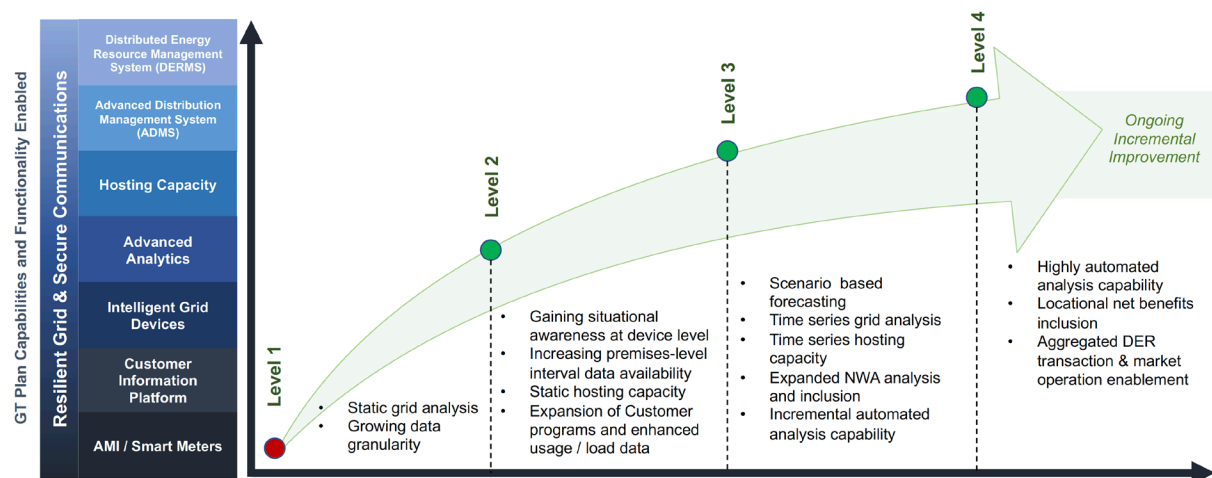 GT Plan Capabilities and Functionality Enabled
Resilient Grid & Secure Communications
Distributed Energy
Resource Management
System (DERMS)
Advanced Distribution
Management System
(ADMS)
Hosting Capacity
Advanced
Analytics
Intelligent Grid
Devices
Customer
Information
Platform
AMI / Smart Meters
Level 1
• Static grid analysis
• Growing data
granularity
Level 2
• Gaining situational
awareness at device level
• Increasing premises-level
interval data availability
• Static hosting capacity
• Expansion of Customer
programs and enhanced
usage / load data
Level 3
• Scenario based
forecasting
• Time series grid analysis
• Time series hosting
capacity
• Expanded NWA analysis
and inclusion
• Incremental automated
analysis capability
Level 4
• Highly automated
analysis capability
• Locational net benefits
inclusion
• Aggregated DER
transaction & market
operation enablement
Ongoing
Incremental
Improvement